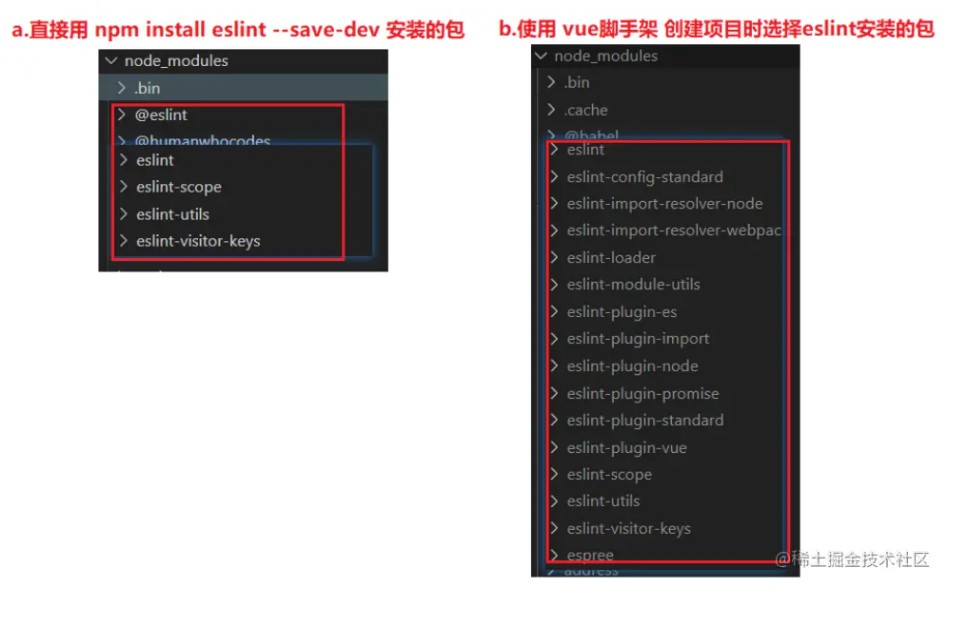 a.直接用 npm install eslint --save-dev 安装的包
node_modules
.bin
@eslint
@humanwhocodes
eslint
eslint-scope
eslint-utils
eslint-visitor-keys
b.使用 vue脚手架 创建项目时选择eslint安装的包
node_modules
.bin
.cache
@babel
eslint
eslint-config-standard
eslint-import-resolver-node
eslint-import-resolver-webpac
eslint-loader
eslint-module-utils
eslint-plugin-es
eslint-plugin-import
eslint-plugin-node
eslint-plugin-promise
eslint-plugin-standard
eslint-plugin-vue
eslint-scope
eslint-utils
eslint-visitor-keys
espree
address
@稀土掘金技术社区